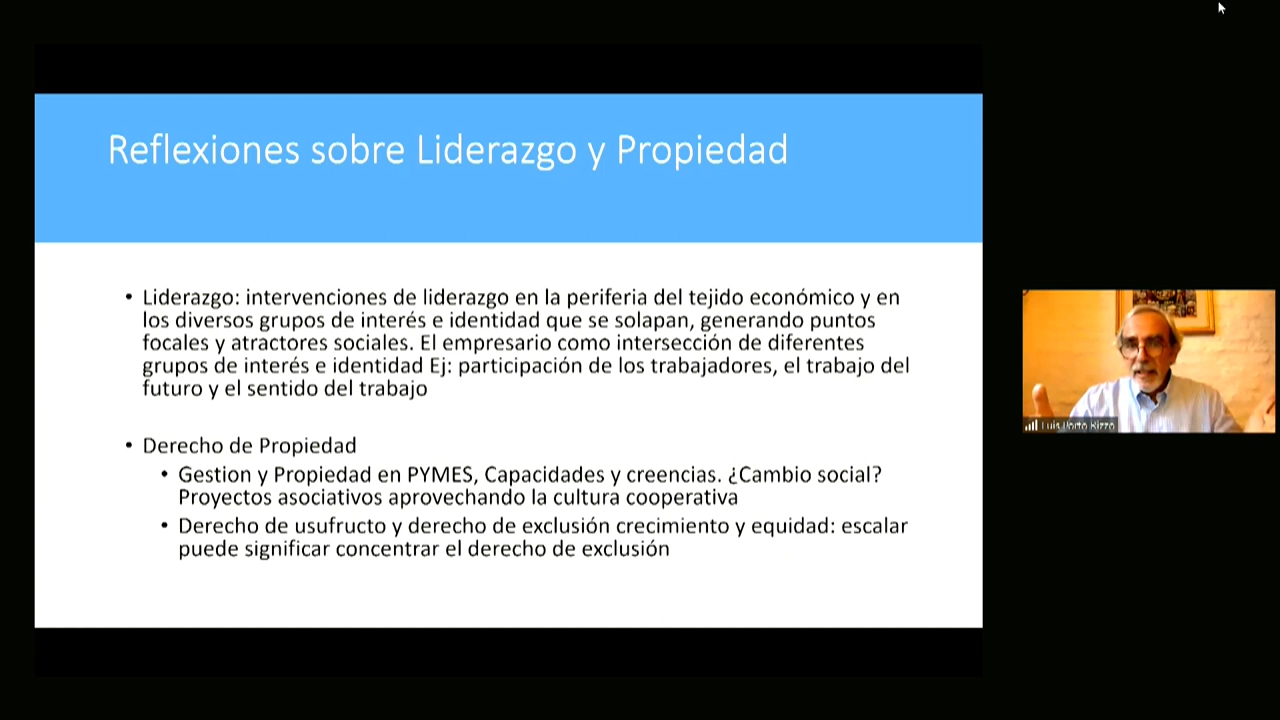 Reflexiones sobre Liderazgo y Propiedad
• Liderazgo: intervenciones de liderazgo en la periferia del tejido económico y en
los diversos grupos de interés e identidad que se solapan, generando puntos
focales y atractores sociales. El empresario como intersección de diferentes
grupos de interés e identidad Ej: participación de los trabajadores, el trabajo del
futuro y el sentido del trabajo
• Derecho de Propiedad
• Gestion y Propiedad en PYMES, Capacidades y creencias. ¿Cambio social?
Proyectos asociativos aprovechando la cultura cooperativa
• Derecho de usufructo y derecho de exclusión crecimiento y equidad: escalar
puede significar concentrar el derecho de exclusión
Luis Porto Rizzo